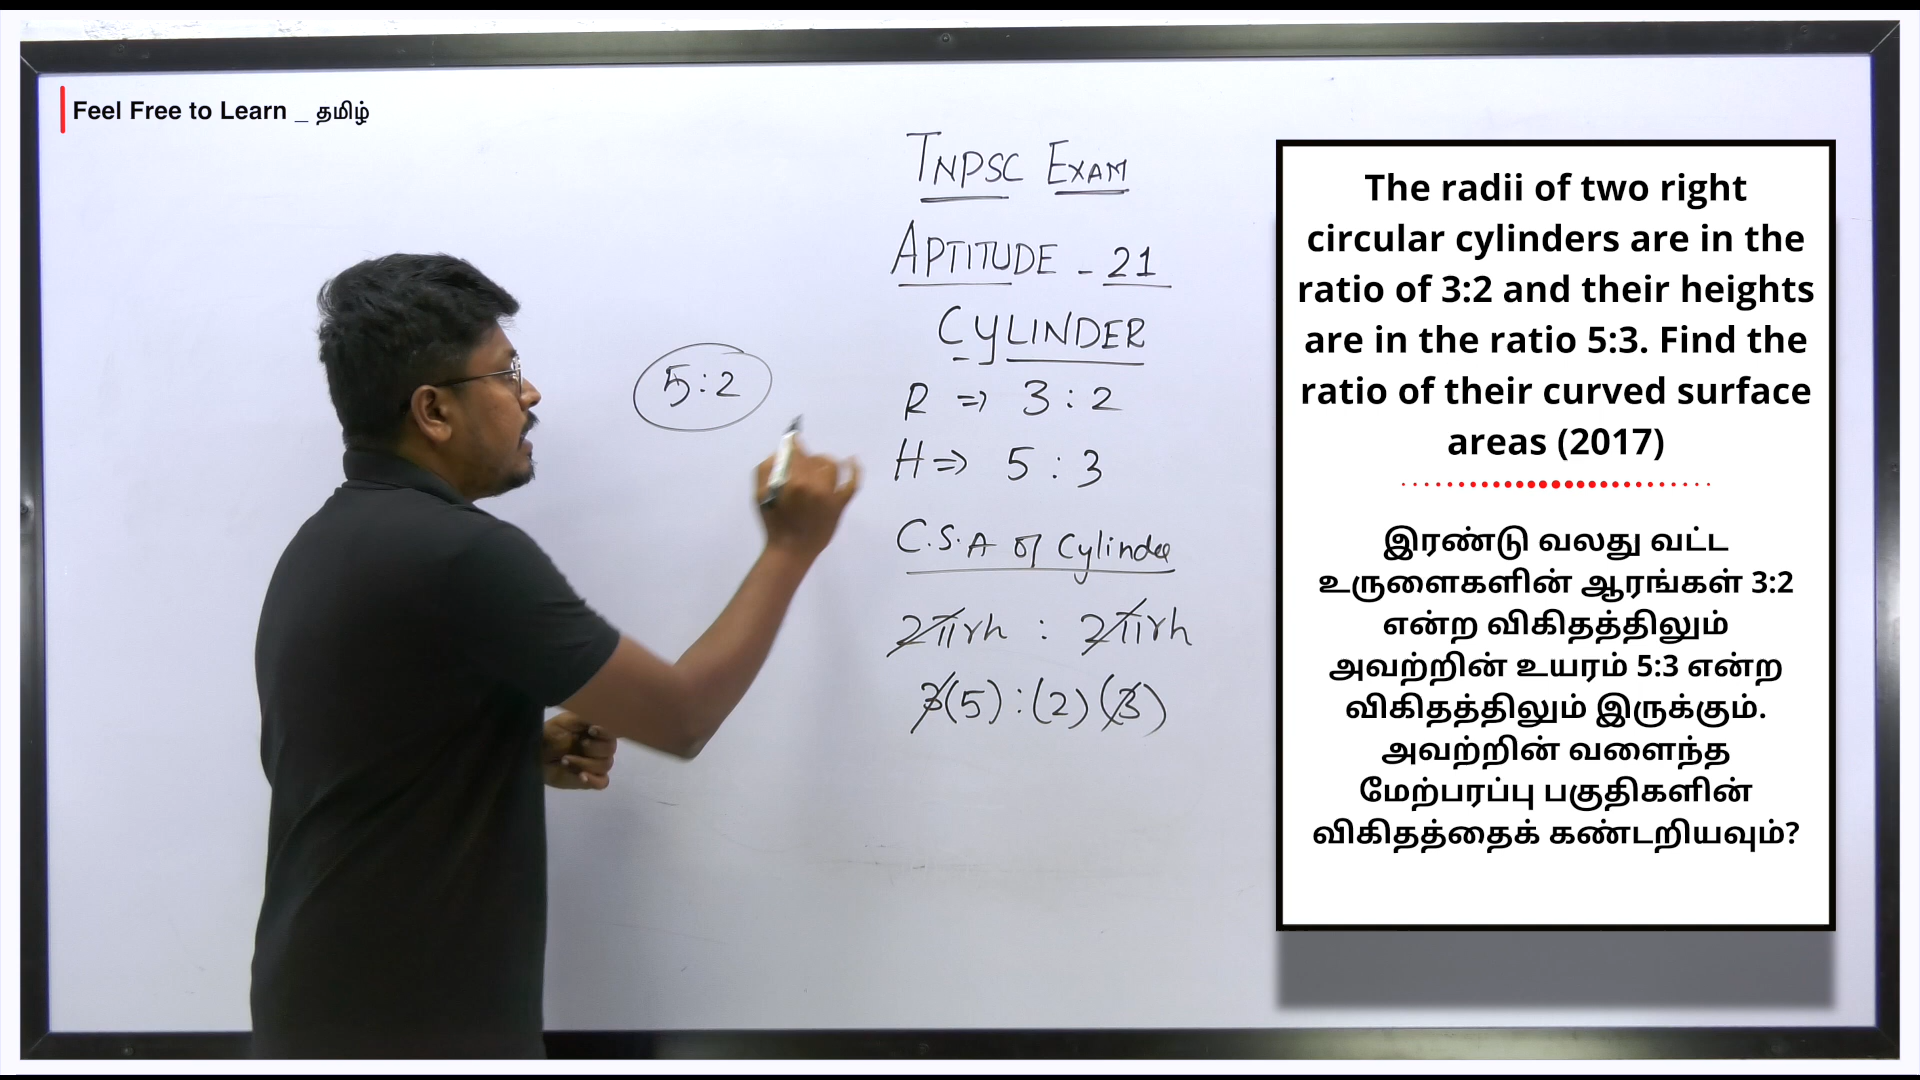 Feel Free to Learn _ தமிழ்
TNPSC EXAM
APTITUDE - 21
CYLINDER
R => 3 : 2
H => 5 : 3
C.S.A of Cylinder
2πrh : 2πrh
3(5) : (2) (3)
5:2
The radii of two right
circular cylinders are in the
ratio of 3:2 and their heights
are in the ratio 5:3. Find the
ratio of their curved surface
areas (2017)
இரண்டு வலது வட்ட
உருளைகளின் ஆரங்கள் 3:2
என்ற விகிதத்திலும்
அவற்றின் உயரம் 5:3 என்ற
விகிதத்திலும் இருக்கும்.
அவற்றின் வளைந்த
மேற்பரப்பு பகுதிகளின்
விகிதத்தைக் கண்டறியவும்?